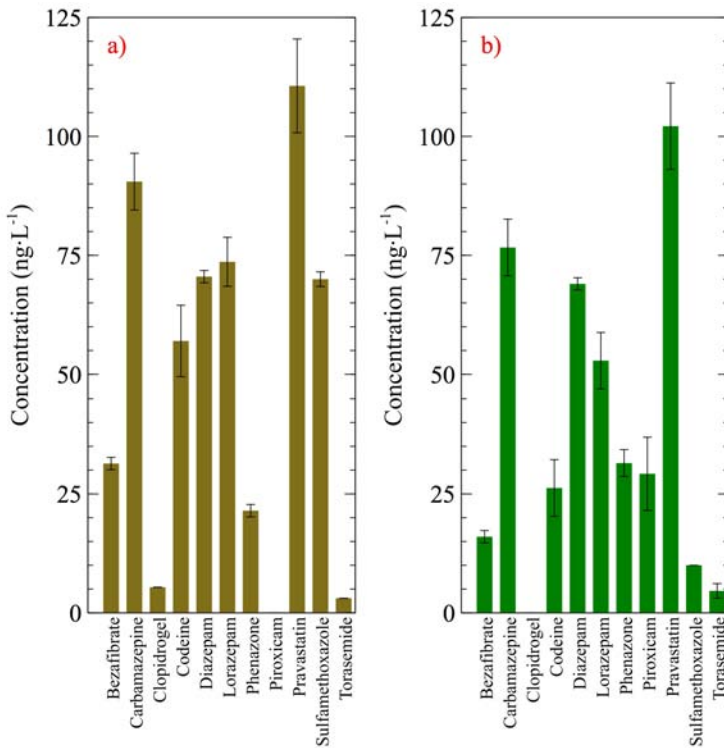 a)
Concentration (ng·L⁻¹)
125
100
75
50
25
0
Bezafibrate
Carbamazepine
Clopidrogel
Codeine
Diazepam
Lorazepam
Phenazone
Piroxicam
Pravastatin
Sulfamethoxazole
Torasemide
b)
Concentration (ng·L⁻¹)
125
100
75
50
25
0
Bezafibrate
Carbamazepine
Clopidrogel
Codeine
Diazepam
Lorazepam
Phenazone
Piroxicam
Pravastatin
Sulfamethoxazole
Torasemide